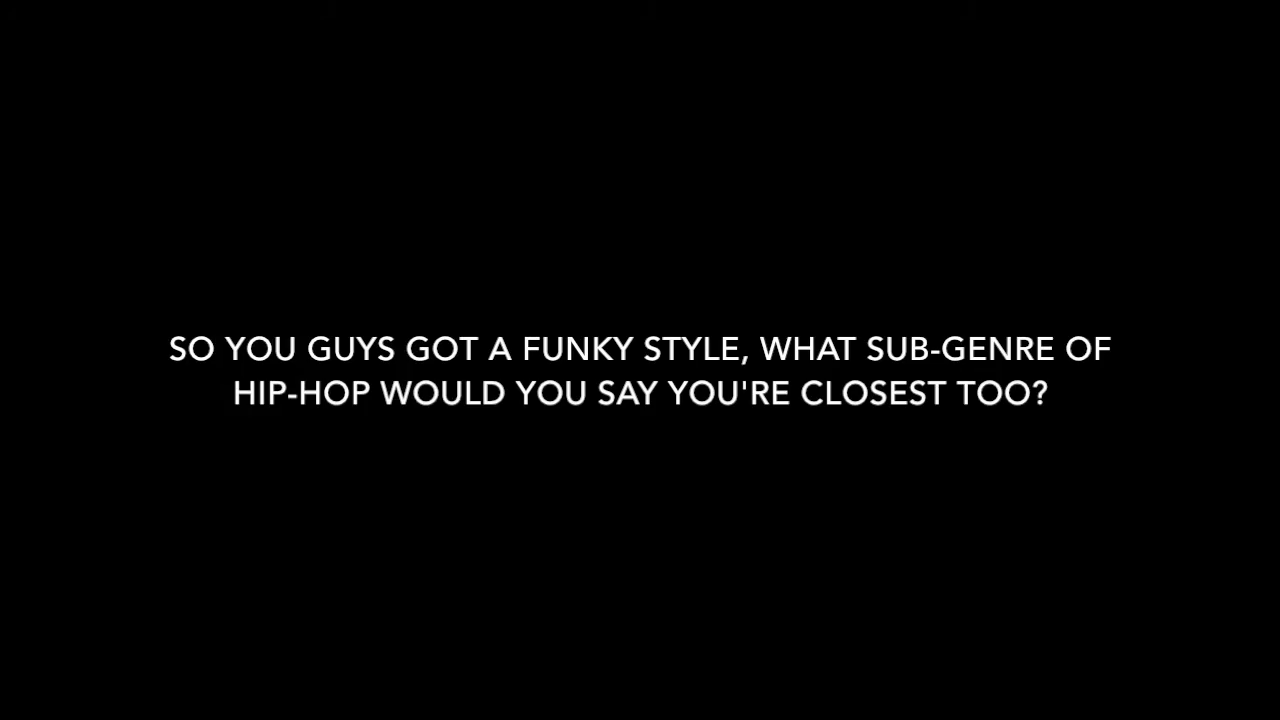 SO YOU GUYS GOT A FUNKY STYLE, WHAT SUB-GENRE OF
HIP-HOP WOULD YOU SAY YOU'RE CLOSEST TOO?